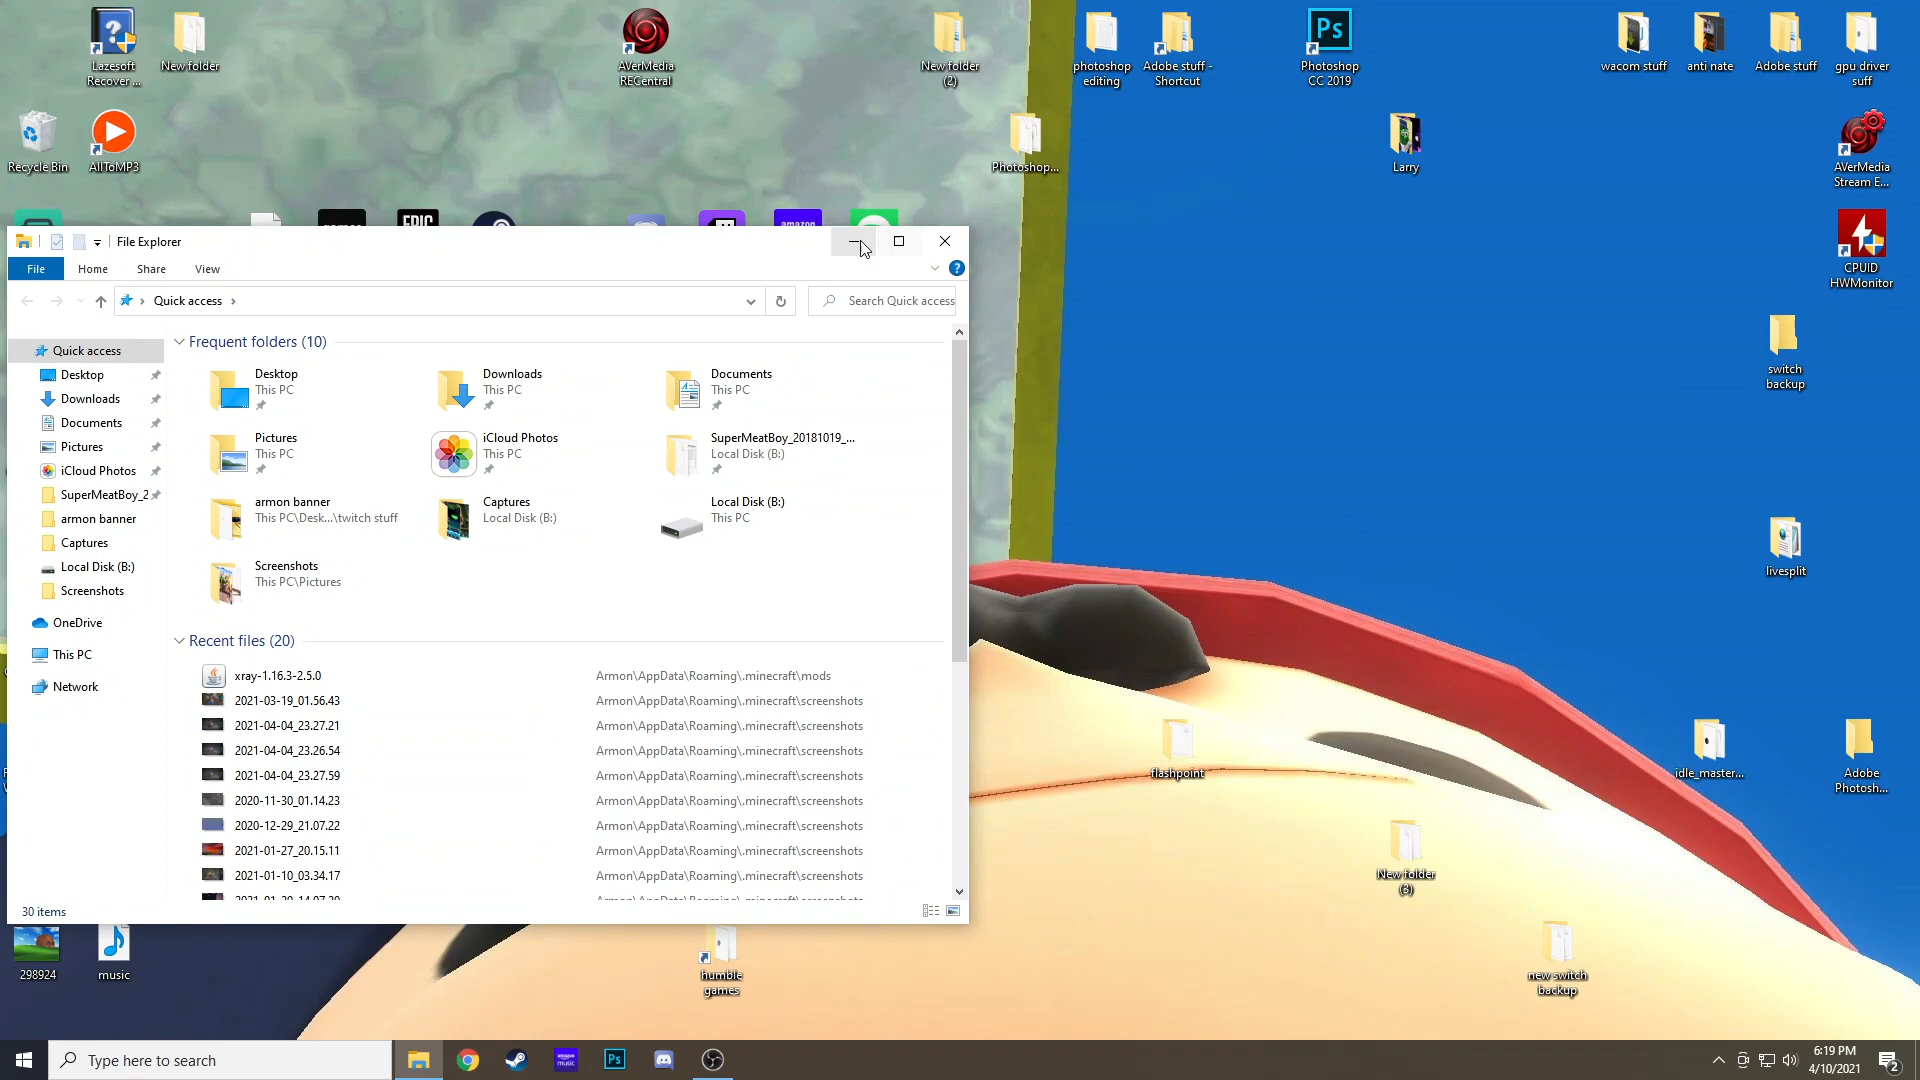 Lazesoft
Recover ...
New folder
AVerMedia
RECentral
New folder
(2)
photoshop
editing
Adobe stuff -
Shortcut
Ps
Photoshop
CC 2019
wacom stuff
anti nate
Adobe stuff
gpu driver
suff
Recycle Bin
AllToMP3
Photoshop...
Larry
AVerMedia
Stream E...
EPIC
amazon
File Explorer
File
Home
Share
View
Quick access
Search Quick access
CPUID
HWMonitor
switch
backup
livesplit
Quick access
Desktop
Downloads
Documents
Pictures
iCloud Photos
SuperMeatBoy_2
armon banner
Captures
Local Disk (B:)
Screenshots
OneDrive
This PC
Network
Frequent folders (10)
Desktop
This PC
Downloads
This PC
Documents
This PC
Pictures
This PC
iCloud Photos
This PC
SuperMeatBoy_20181019_...
Local Disk (B:)
armon banner
This PC\Desk...\twitch stuff
Captures
Local Disk (B:)
Local Disk (B:)
This PC
Screenshots
This PC\Pictures
Recent files (20)
xray-1.16.3-2.5.0 Armon\AppData\Roaming\.minecraft\mods
2021-03-19_01.56.43 Armon\AppData\Roaming\.minecraft\screenshots
2021-04-04_23.27.21 Armon\AppData\Roaming\.minecraft\screenshots
2021-04-04_23.26.54 Armon\AppData\Roaming\.minecraft\screenshots
2021-04-04_23.27.59 Armon\AppData\Roaming\.minecraft\screenshots
2020-11-30_01.14.23 Armon\AppData\Roaming\.minecraft\screenshots
2020-12-29_21.07.22 Armon\AppData\Roaming\.minecraft\screenshots
2021-01-27_20.15.11 Armon\AppData\Roaming\.minecraft\screenshots
2021-01-10_03.34.17 Armon\AppData\Roaming\.minecraft\screenshots
30 items
flashpoint
idle_master...
Adobe
Photosh...
New folder
(3)
298924
music
humble
games
new switch
backup
Type here to search
amazon
music
Ps
6:19 PM
4/10/2021
2